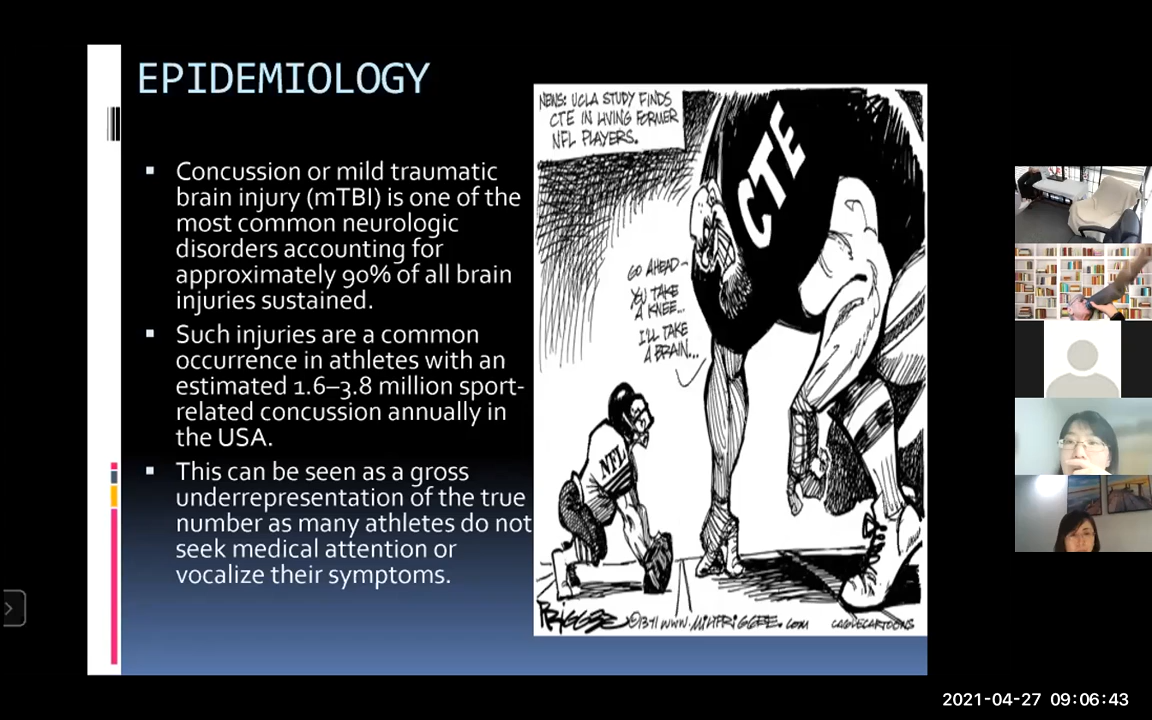 EPIDEMIOLOGY
Concussion or mild traumatic
brain injury (mTBI) is one of the
most common neurologic
disorders accounting for
approximately 90% of all brain
injuries sustained.
Such injuries are a common
occurrence in athletes with an
estimated 1.6–3.8 million sport-
related concussion annually in
the USA.
This can be seen as a gross
underrepresentation of the true
number as many athletes do not
seek medical attention or
vocalize their symptoms.
NEWS: UCLA STUDY FINDS
CTE IN LIVING FORMER
NFL PLAYERS.
CTE
GO AHEAD-
YOU TAKE
A KNEE...
I'LL TAKE
A BRAIN...
NFL
CAGLECARTOONS
2021-04-27 09:06:43